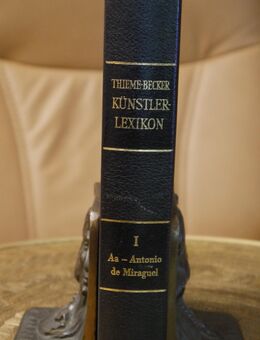 THIEME-BECKER
KÜNSTLER-
LEXIKON
I
Aa – Antonio
de Miraguel